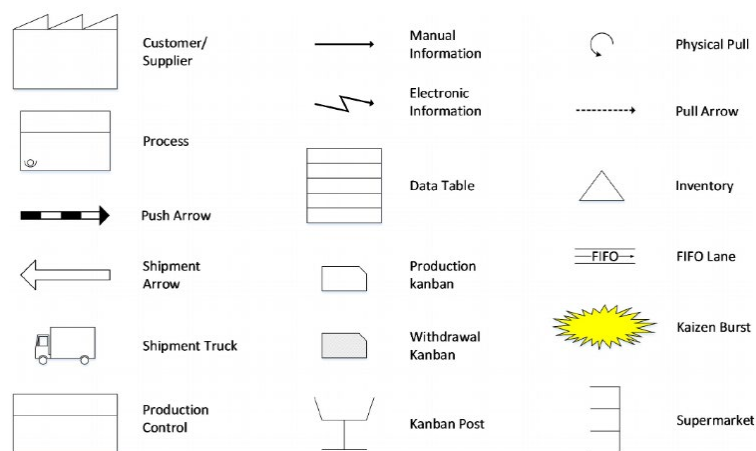 Customer/
Supplier
Process
Push Arrow
Shipment
Arrow
Shipment Truck
Production
Control
Manual
Information
Electronic
Information
Data Table
Production
kanban
Withdrawal
Kanban
Kanban Post
Physical Pull
Pull Arrow
Inventory
FIFO
FIFO Lane
Kaizen Burst
Supermarket